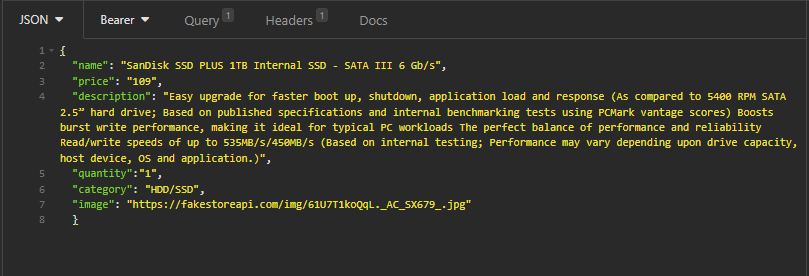 JSON Bearer Query 1 Headers 1 Docs
1 {
2 "name": "SanDisk SSD PLUS 1TB Internal SSD - SATA III 6 Gb/s",
3 "price": "109",
4 "description": "Easy upgrade for faster boot up, shutdown, application load and response (As compared to 5400 RPM SATA
2.5” hard drive; Based on published specifications and internal benchmarking tests using PCMark vantage scores) Boosts
burst write performance, making it ideal for typical PC workloads The perfect balance of performance and reliability
Read/write speeds of up to 535MB/s/450MB/s (Based on internal testing; Performance may vary depending upon drive capacity,
host device, OS and application.)",
5 "quantity":"1",
6 "category": "HDD/SSD",
7 "image": "https://fakestoreapi.com/img/61U7T1koQqL._AC_SX679_.jpg"
8 }